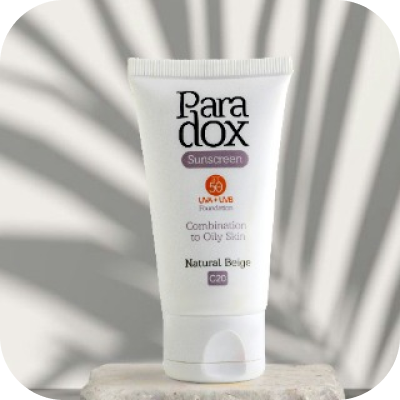 Para
dox
Sunscreen
50
UVA+UVB
Foundation
Combination
to Oily Skin
Natural Beige
C20